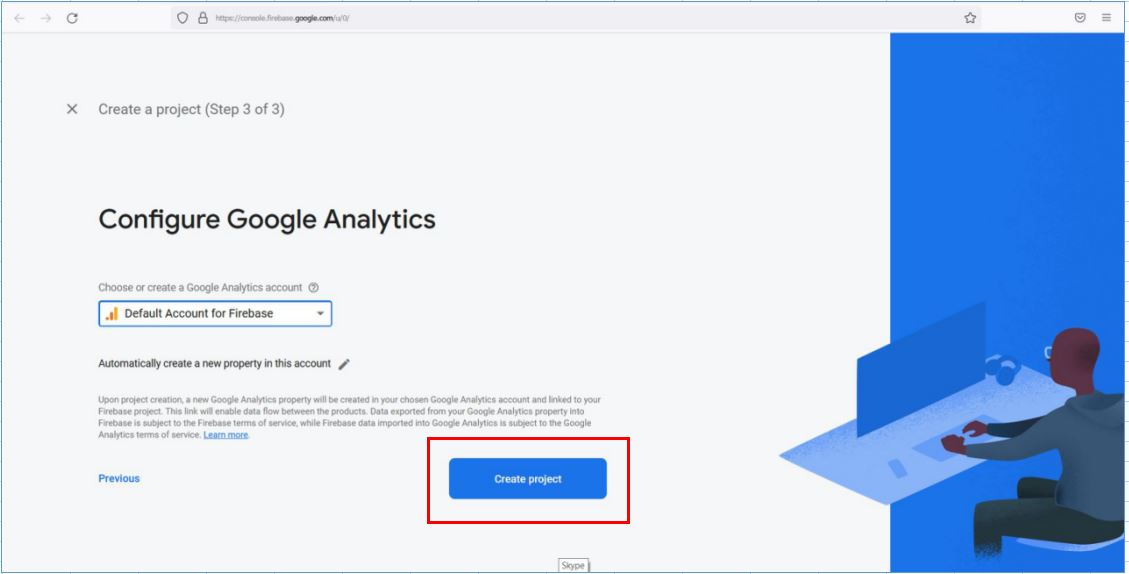 https://console.firebase.google.com/u/0/
Create a project (Step 3 of 3)
Configure Google Analytics
Choose or create a Google Analytics account
Default Account for Firebase
Automatically create a new property in this account
Upon project creation, a new Google Analytics property will be created in your chosen Google Analytics account and linked to your
Firebase project. This link will enable data flow between the products. Data exported from your Google Analytics property into
Firebase is subject to the Firebase terms of service, while Firebase data imported into Google Analytics is subject to the Google
Analytics terms of service. Learn more.
Previous
Create project
Skype